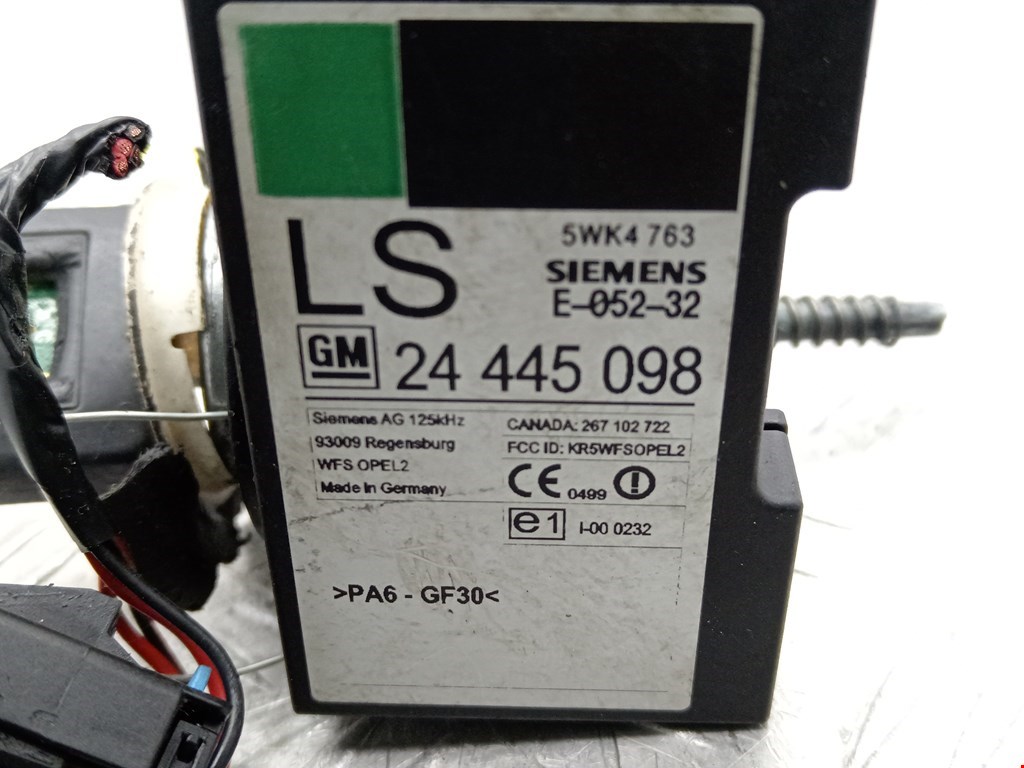 LS
5WK4 763
SIEMENS
E-052-32
GM 24 445 098
Siemens AG 125kHz
93009 Regensburg
WFS OPEL2
Made in Germany
CANADA: 267 102 722
FCC ID: KR5WFSOPEL2
CE 0499
e1 I-00 0232
>PA6 - GF30<